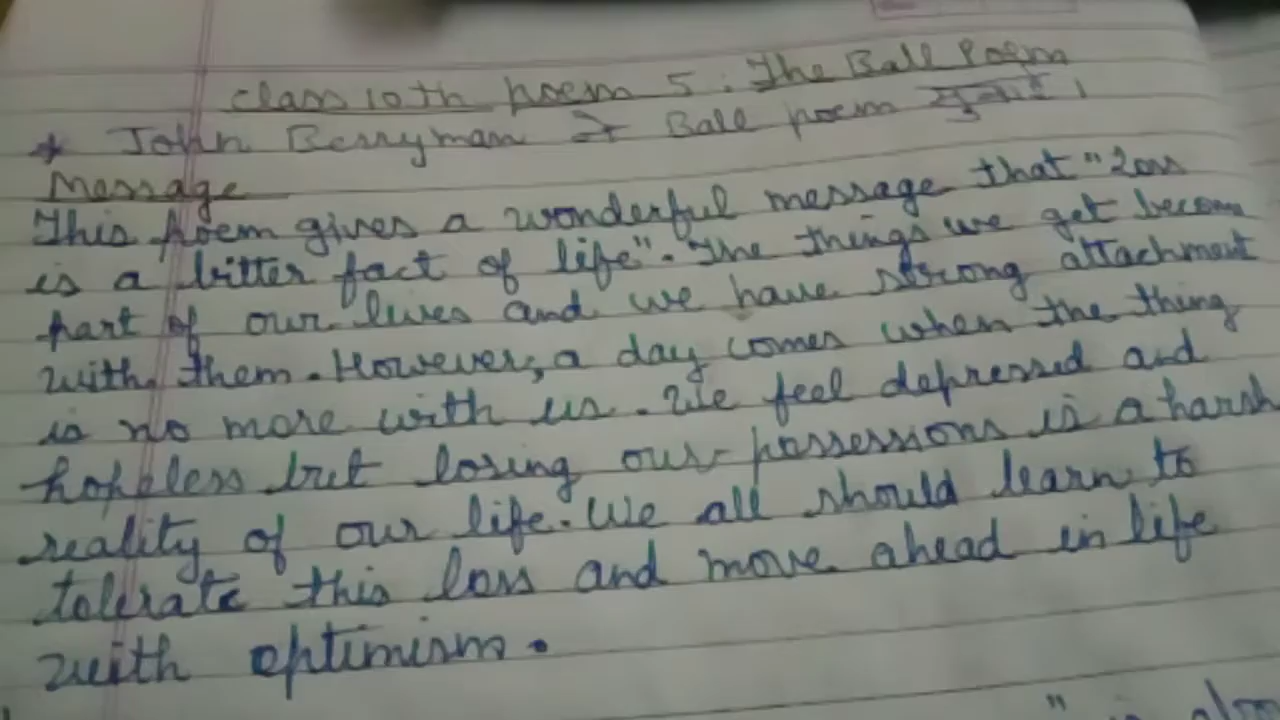 class 10th poem 5. The Ball Poem
* John Berryman → Ball poem
Message
This poem gives a wonderful message that "Loss
is a bitter fact of life". The things we get become
part of our lives and we have strong attachment
with them. However, a day comes when the thing
is no more with us. We feel depressed and
hopeless but losing our possessions is a harsh
reality of our life. We all should learn to
tolerate this loss and move ahead in life
with optimism.